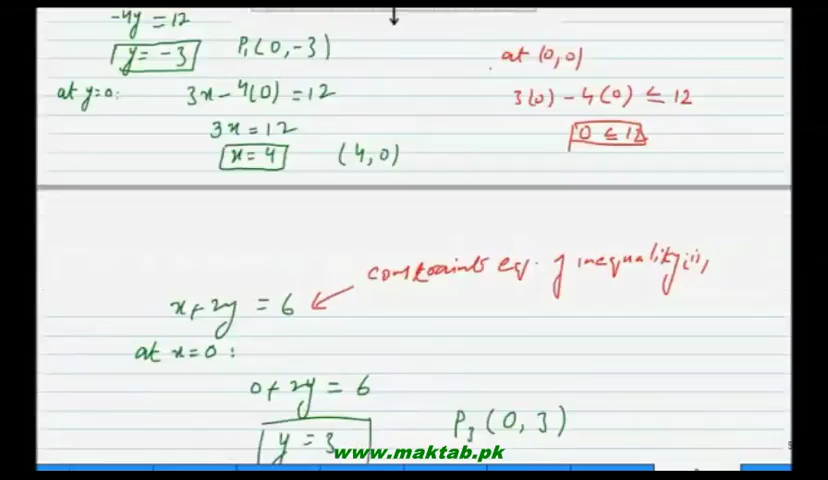 -4y = 12
y = -3 P₁(0,-3)
at y=0: 3x - 4(0) = 12
3x = 12
x = 4 (4,0)
at (0,0)
3(0) - 4(0) ≤ 12
0 ≤ 12
constraints eq. of inequality (ii),
x + 2y = 6
at x=0:
0 + 2y = 6
y = 3 P₃(0,3)
www.maktab.pk